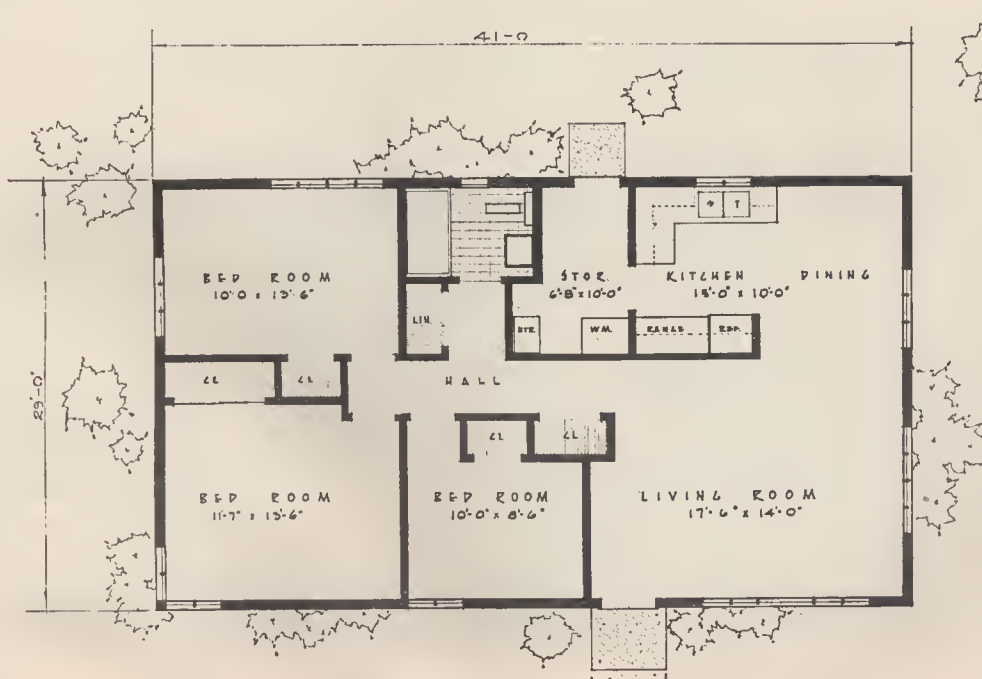 41-0
BED ROOM
10'-0 x 13'-6"
STOR.
6'-8" x 10'-0"
KITCHEN
DINING
15'-0" x 10'-0"
LIN.
W.M.
RANGE
REF.
CL
CL
HALL
23'-0"
CL
CL
BED ROOM
11'-7" x 13'-6"
BED ROOM
10'-0" x 8'-6"
LIVING ROOM
17'-6" x 14'-0"